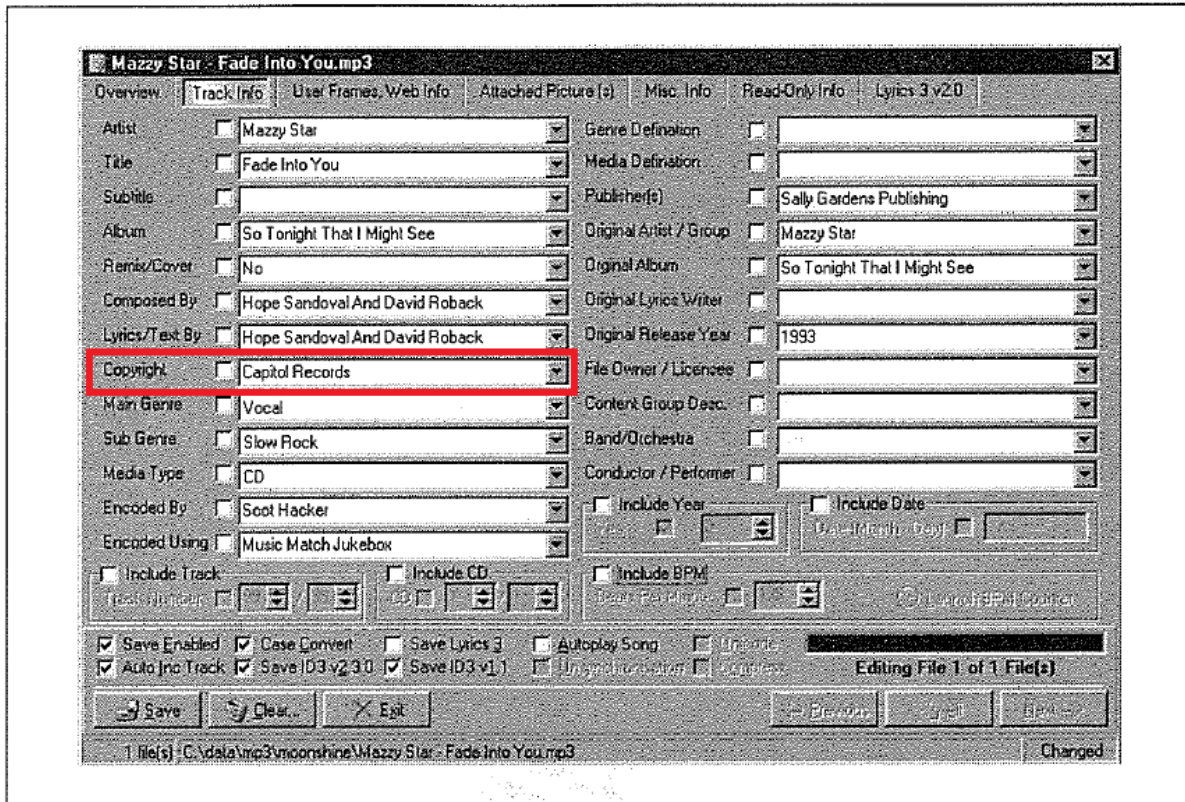 Mazzy Star - Fade Into You.mp3
Overview Track Info User Frames, Web Info Attached Picture (s) Misc. Info Read-Only Info Lyrics 3 v2.0
Artist Mazzy Star Genre Defination
Title Fade Into You Media Defination
Subtitle Publisher(s) Sally Gardens Publishing
Album So Tonight That I Might See Original Artist / Group Mazzy Star
Remix/Cover No Orginal Album So Tonight That I Might See
Composed By Hope Sandoval And David Roback Original Lyrics Writer
Lyrics/Text By Hope Sandoval And David Roback Original Release Year 1993
Copyright Capitol Records File Owner / Licencee
Main Genre Vocal Content Group Desc.
Sub Genre Slow Rock Band/Orchestra
Media Type CD Conductor / Performer
Encoded By Scot Hacker Include Year Include Date
Encoded Using Music Match Jukebox
Include Track Include CD Include BPM
Track Number / CD /
Save Enabled Case Convert Save Lyrics 3 Autoplay Song Unicode
Auto Inc Track Save ID3 v2.3.0 Save ID3 v1.1 Unsynchronisation Editing File 1 of 1 File(s)
Save Clear... Exit
1 file(s) C:\data\mp3\moonshine\Mazzy Star - Fade Into You.mp3 Changed